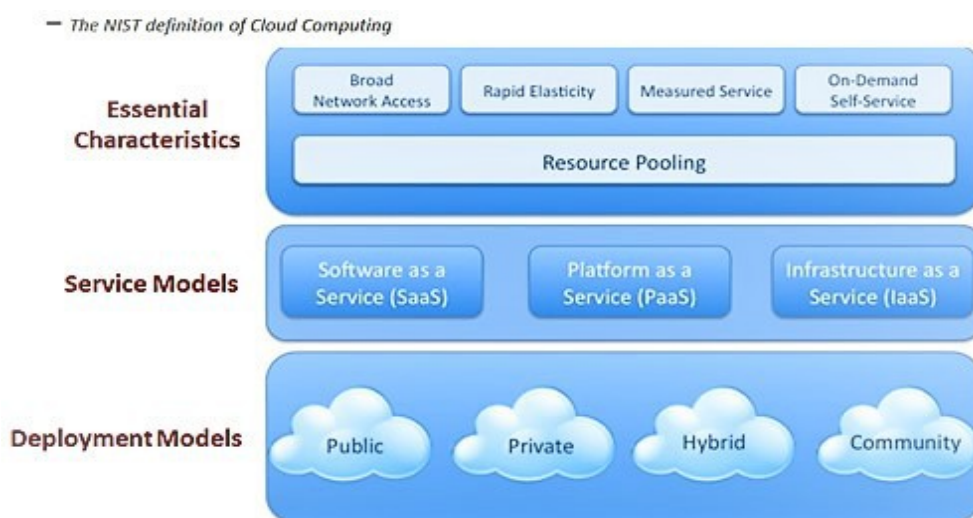 – The NIST definition of Cloud Computing
Essential
Characteristics
Broad
Network Access
Rapid Elasticity
Measured Service
On-Demand
Self-Service
Resource Pooling
Service Models
Software as a
Service (SaaS)
Platform as a
Service (PaaS)
Infrastructure as a
Service (IaaS)
Deployment Models
Public
Private
Hybrid
Community